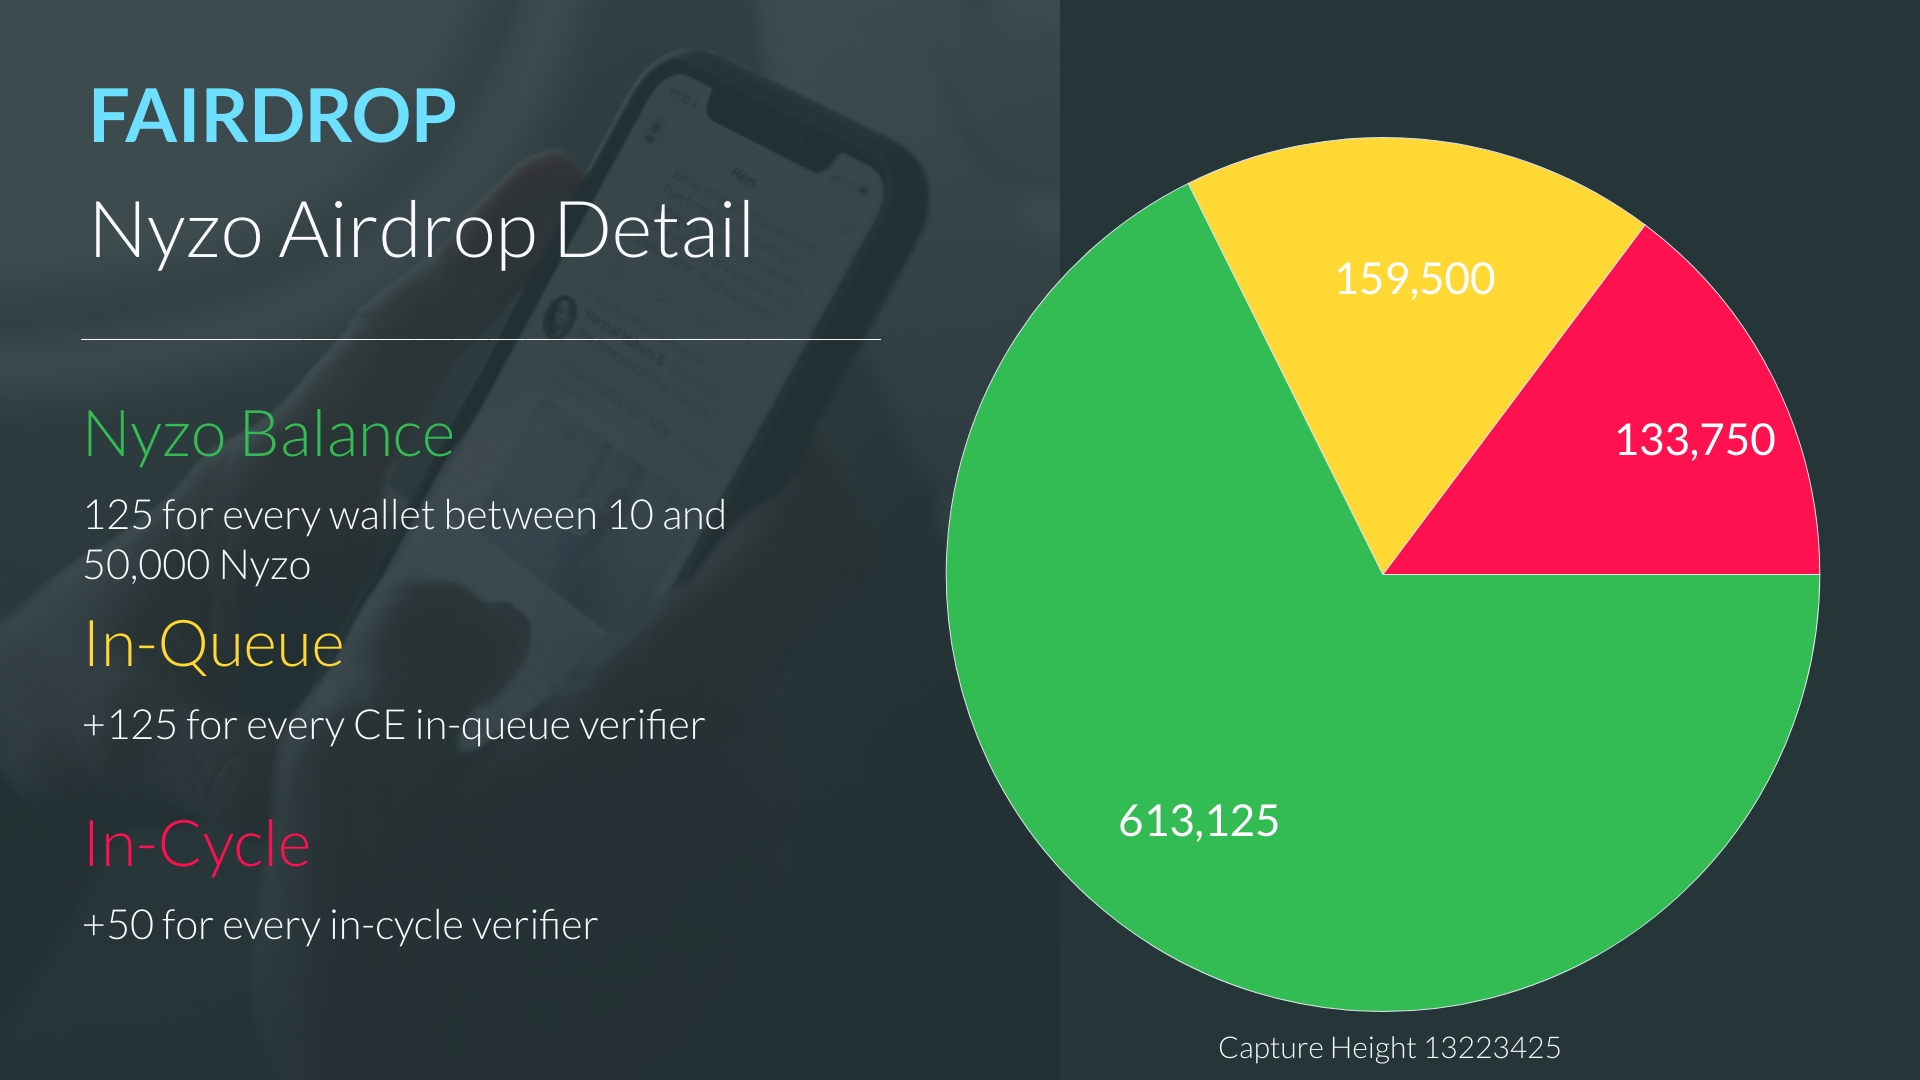 FAIRDROP
Nyzo Airdrop Detail
Nyzo Balance
125 for every wallet between 10 and
50,000 Nyzo
In-Queue
+125 for every CE in-queue verifier
In-Cycle
+50 for every in-cycle verifier
159,500
133,750
613,125
Capture Height 13223425